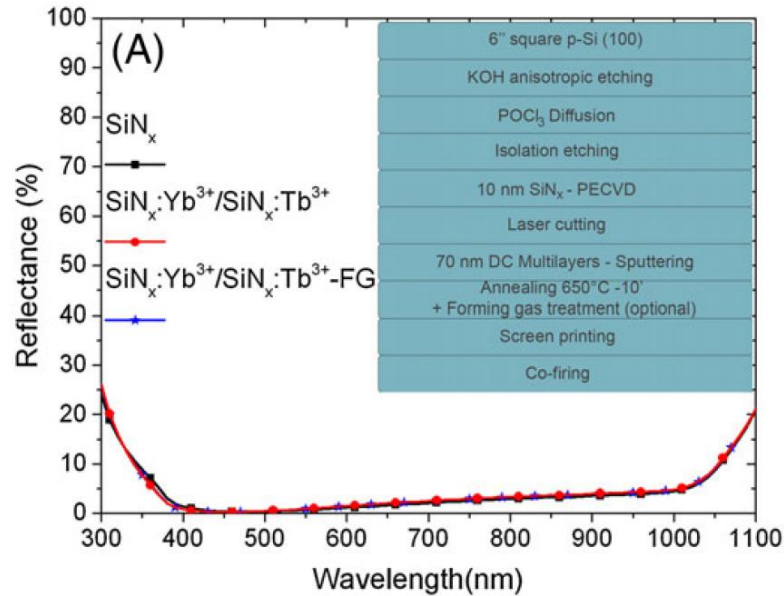 (A)
SiNₓ
SiNₓ:Yb³⁺/SiNₓ:Tb³⁺
SiNₓ:Yb³⁺/SiNₓ:Tb³⁺-FG
6" square p-Si (100)
KOH anisotropic etching
POCl₃ Diffusion
Isolation etching
10 nm SiNₓ - PECVD
Laser cutting
70 nm DC Multilayers - Sputtering
Annealing 650°C -10'
+ Forming gas treatment (optional)
Screen printing
Co-firing
Reflectance (%)
100
90
80
70
60
50
40
30
20
10
0
300 400 500 600 700 800 900 1000 1100
Wavelength(nm)